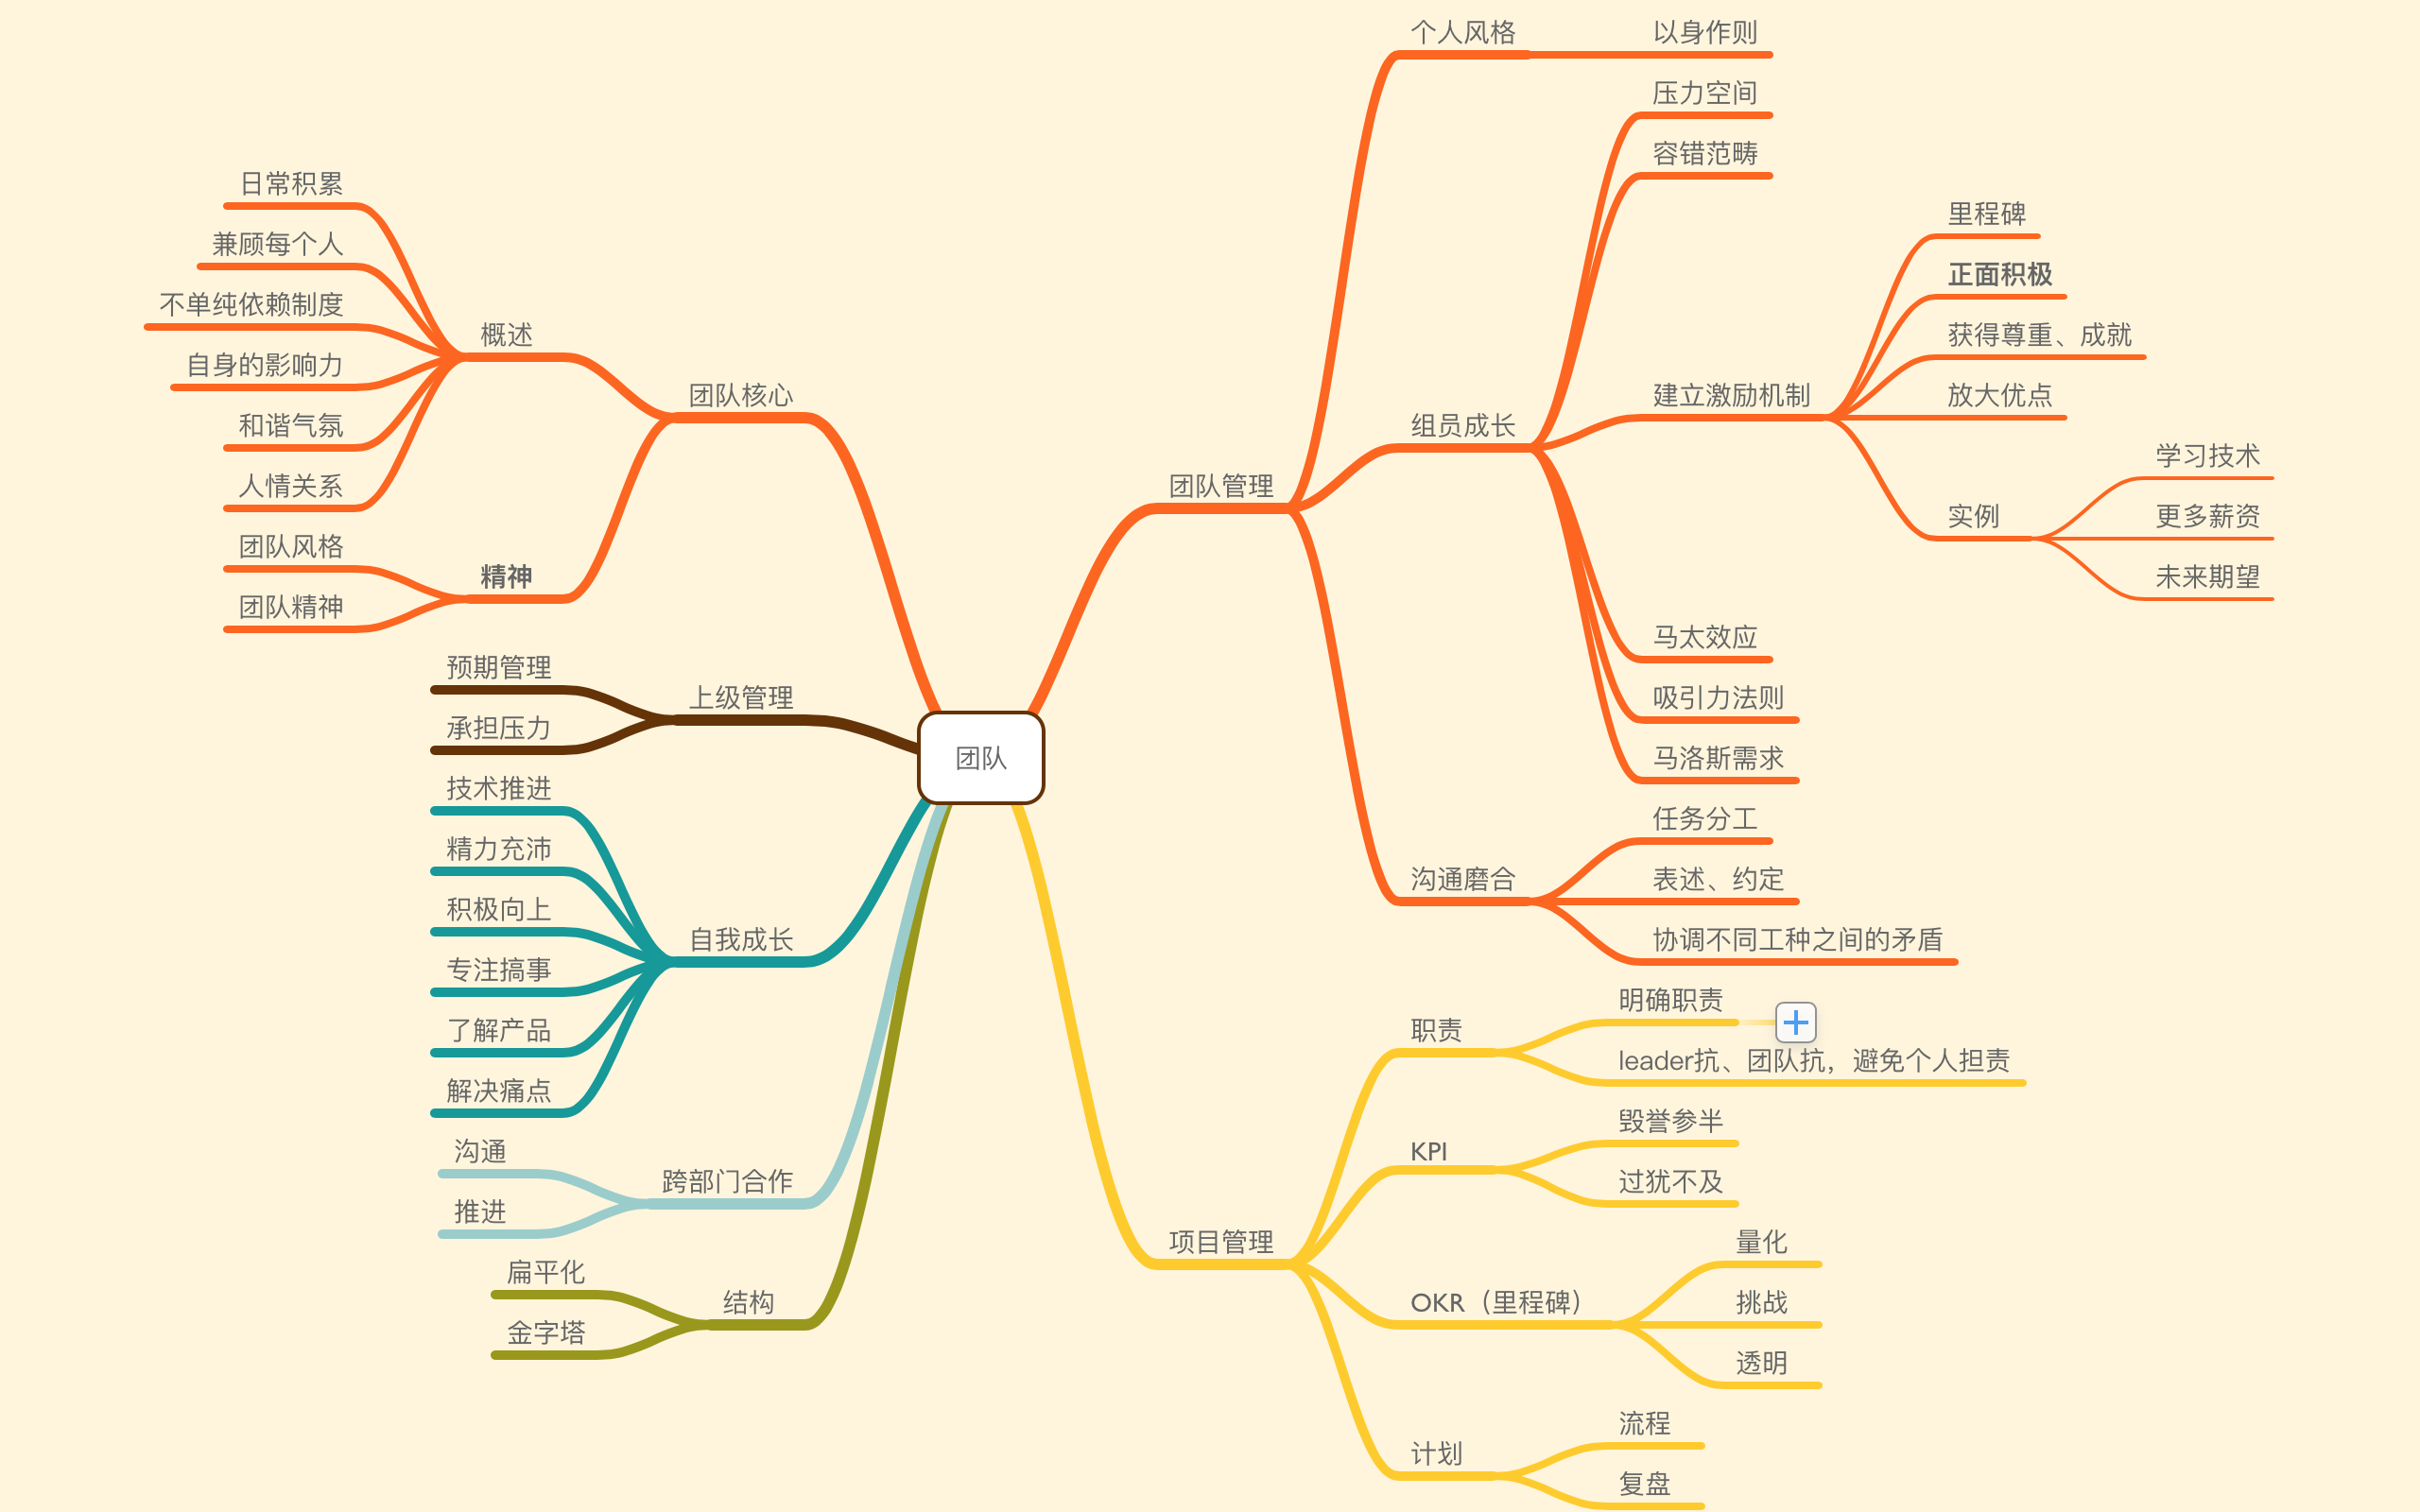 团队
团队管理
个人风格
以身作则
组员成长
压力空间
容错范畴
建立激励机制
里程碑
正面积极
获得尊重、成就
放大优点
实例
学习技术
更多薪资
未来期望
马太效应
吸引力法则
马洛斯需求
沟通磨合
任务分工
表述、约定
协调不同工种之间的矛盾
项目管理
职责
明确职责
leader抗、团队抗，避免个人担责
KPI
毁誉参半
过犹不及
OKR（里程碑）
量化
挑战
透明
计划
流程
复盘
团队核心
概述
日常积累
兼顾每个人
不单纯依赖制度
自身的影响力
和谐气氛
人情关系
精神
团队风格
团队精神
上级管理
预期管理
承担压力
自我成长
技术推进
精力充沛
积极向上
专注搞事
了解产品
解决痛点
跨部门合作
沟通
推进
结构
扁平化
金字塔